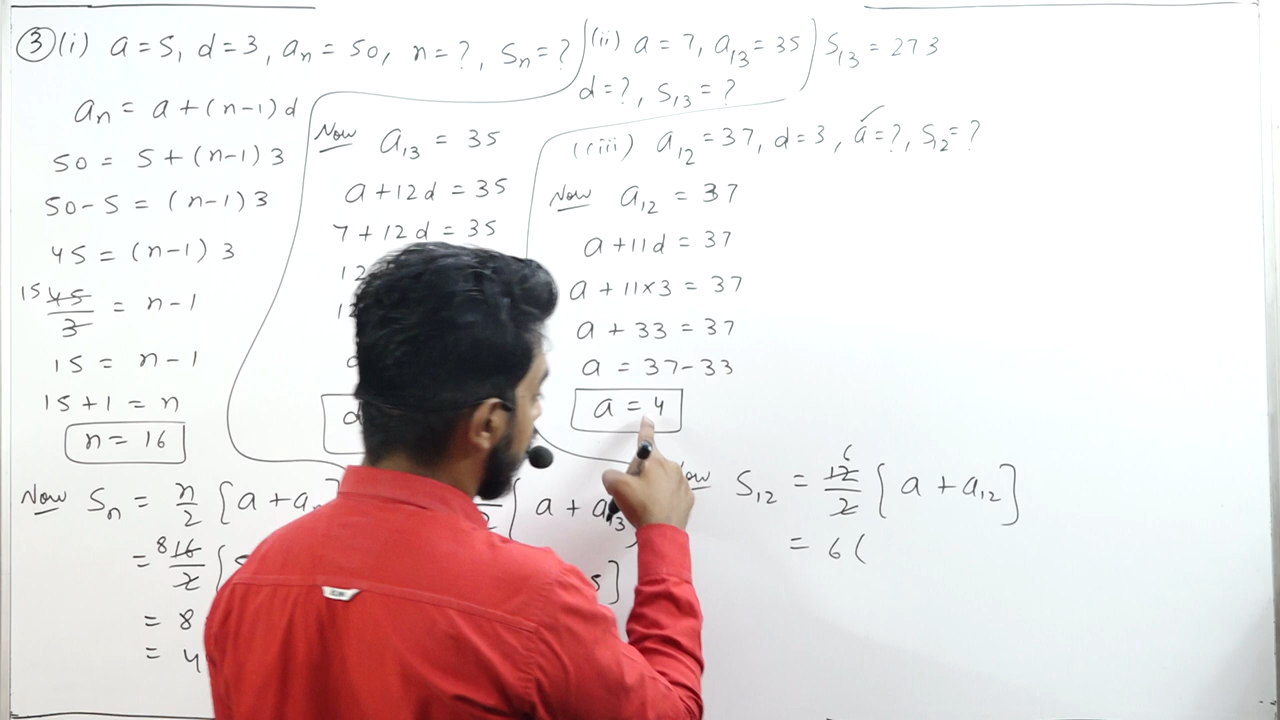 ③ (i) a = 5, d = 3, aₙ = 50, n = ?, Sₙ = ?
aₙ = a + (n-1) d
50 = 5 + (n-1) 3
50-5 = (n-1) 3
45 = (n-1) 3
15 45/3 = n-1
15 = n-1
15+1 = n
n = 16
Now Sₙ = n/2 [a + a
= 8 16/2 [
= 8
= 4
(ii) a = 7, a₁₃ = 35
d = ?, S₁₃ = ?
Now a₁₃ = 35
a + 12d = 35
7 + 12d = 35
12
S₁₃ = 273
[a + a₁₃
]
(iii) a₁₂ = 37, d = 3, a = ?, S₁₂ = ?
Now a₁₂ = 37
a + 11d = 37
a + 11×3 = 37
a + 33 = 37
a = 37-33
a = 4
Now S₁₂ = 6 12/2 [a + a₁₂]
= 6 (